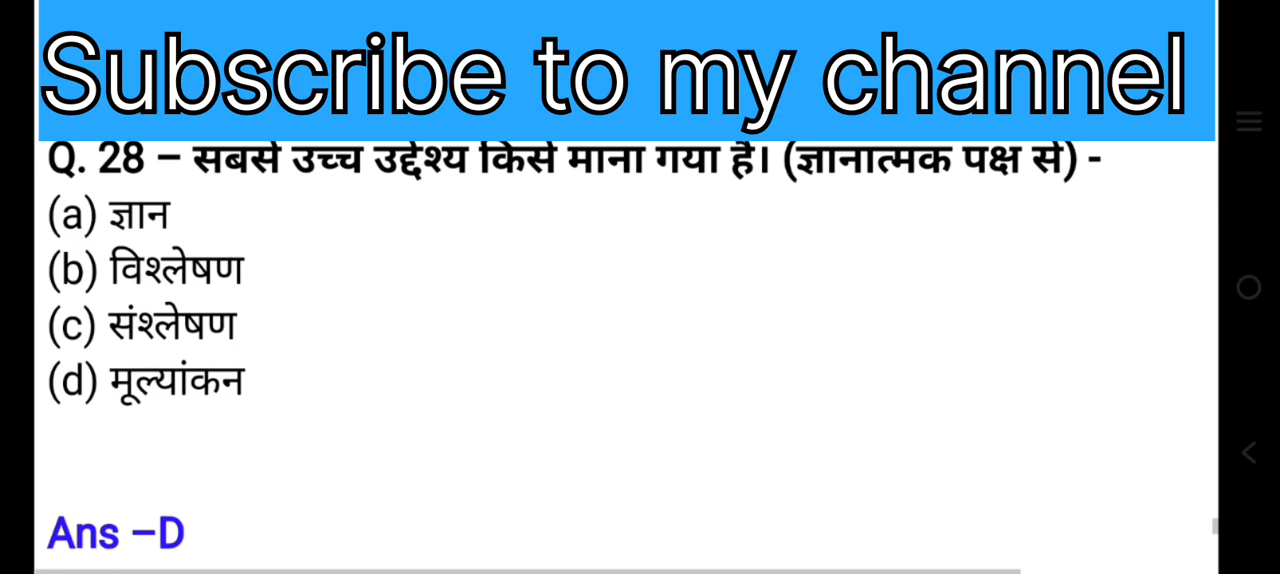 Subscribe to my channel
Q. 28 – सबसे उच्च उद्देश्य किसे माना गया है। (ज्ञानात्मक पक्ष से) -
(a) ज्ञान
(b) विश्लेषण
(c) संश्लेषण
(d) मूल्यांकन
Ans –D